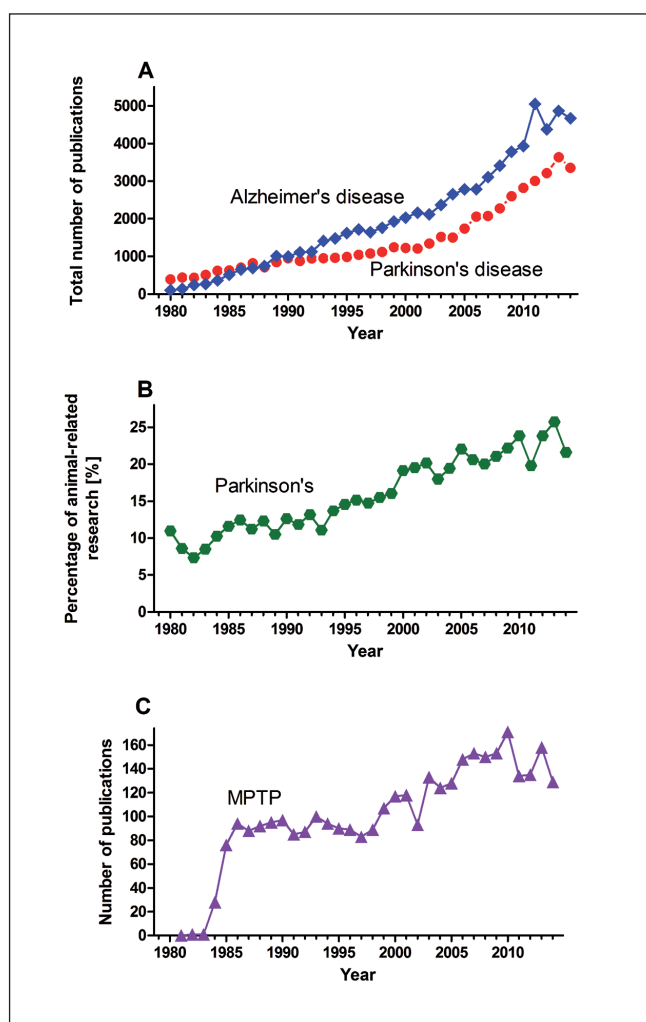 A
Total number of publications
5000
4000
3000
2000
1000
0
Alzheimer's disease
Parkinson's disease
1980 1985 1990 1995 2000 2005 2010
Year
B
Percentage of animal-related
research [%]
25
20
15
10
5
0
Parkinson's
1980 1985 1990 1995 2000 2005 2010
Year
C
Number of publications
160
140
120
100
80
60
40
20
0
MPTP
1980 1985 1990 1995 2000 2005 2010
Year